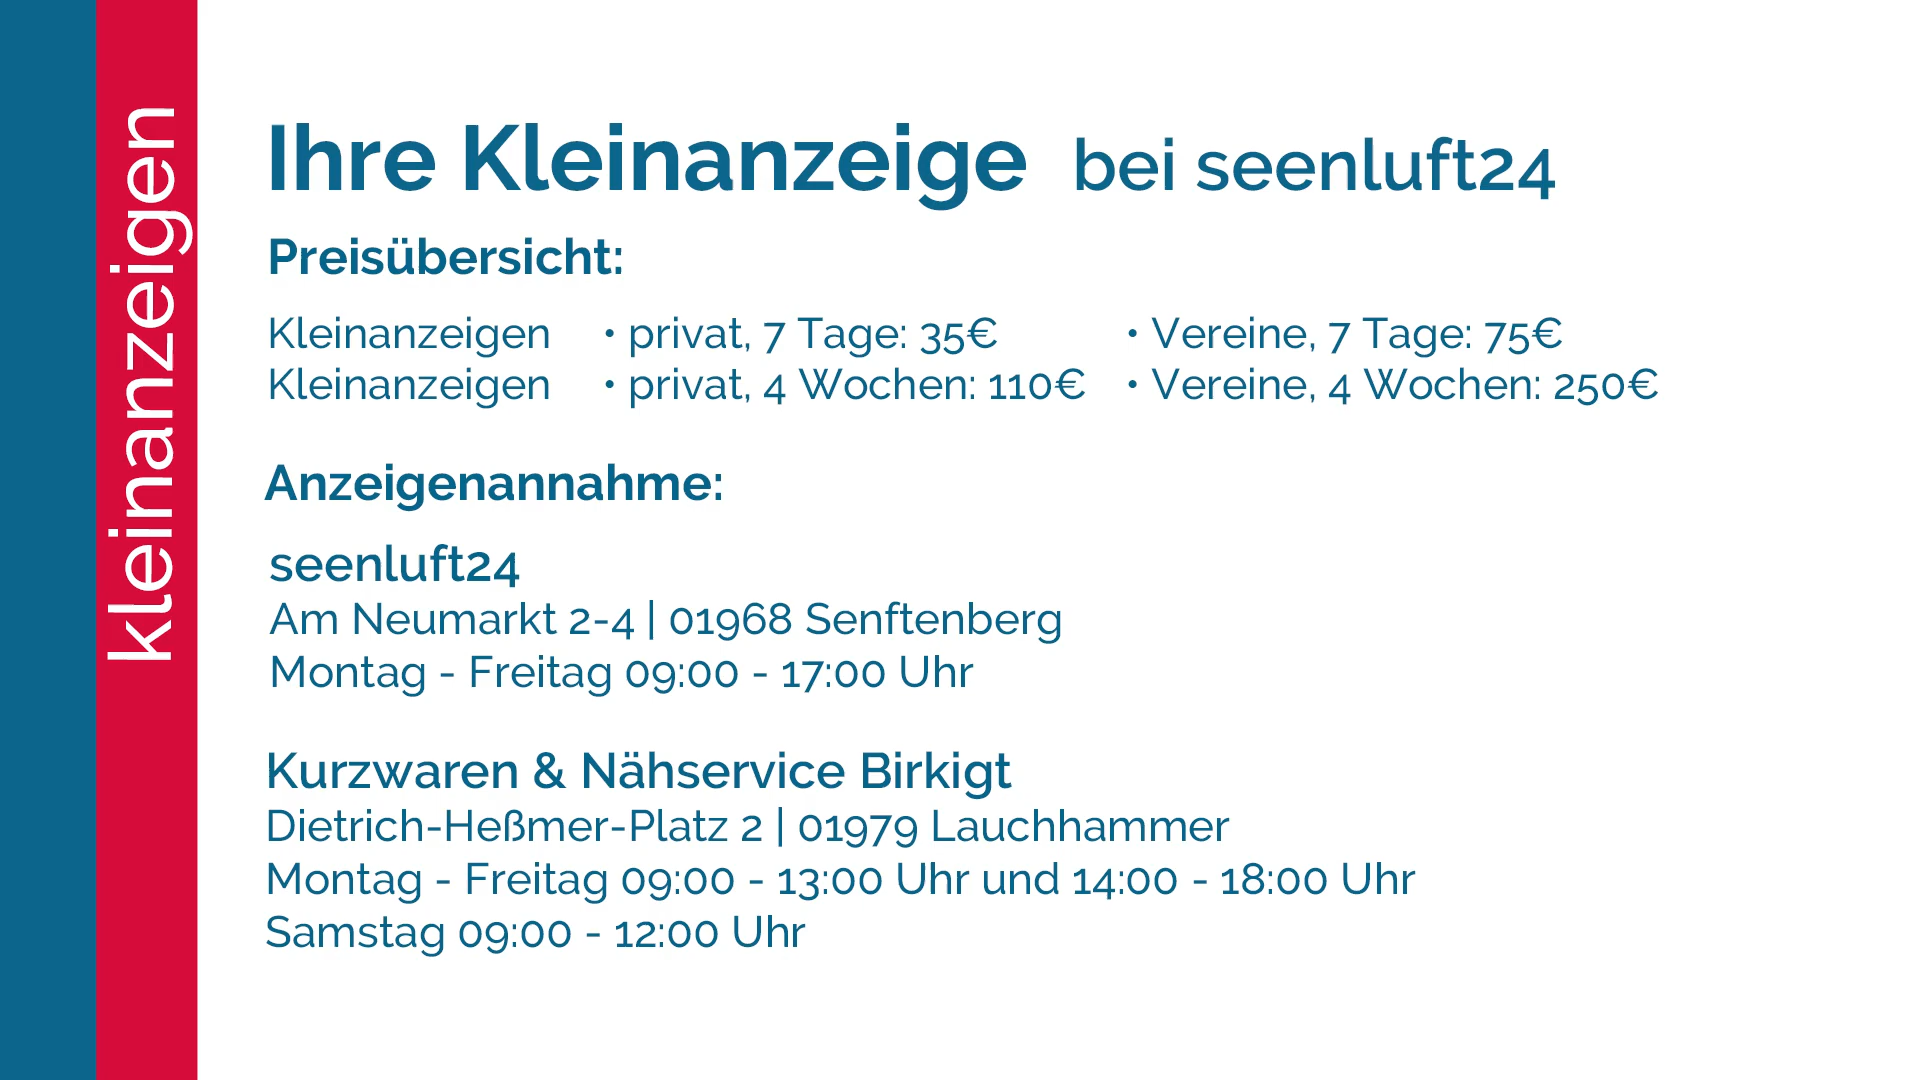 kleinanzeigen
Ihre Kleinanzeige bei seenluft24
Preisübersicht:
Kleinanzeigen • privat, 7 Tage: 35€ • Vereine, 7 Tage: 75€
Kleinanzeigen • privat, 4 Wochen: 110€ • Vereine, 4 Wochen: 250€
Anzeigenannahme:
seenluft24
Am Neumarkt 2-4 | 01968 Senftenberg
Montag - Freitag 09:00 - 17:00 Uhr
Kurzwaren & Nähservice Birkigt
Dietrich-Heßmer-Platz 2 | 01979 Lauchhammer
Montag - Freitag 09:00 - 13:00 Uhr und 14:00 - 18:00 Uhr
Samstag 09:00 - 12:00 Uhr